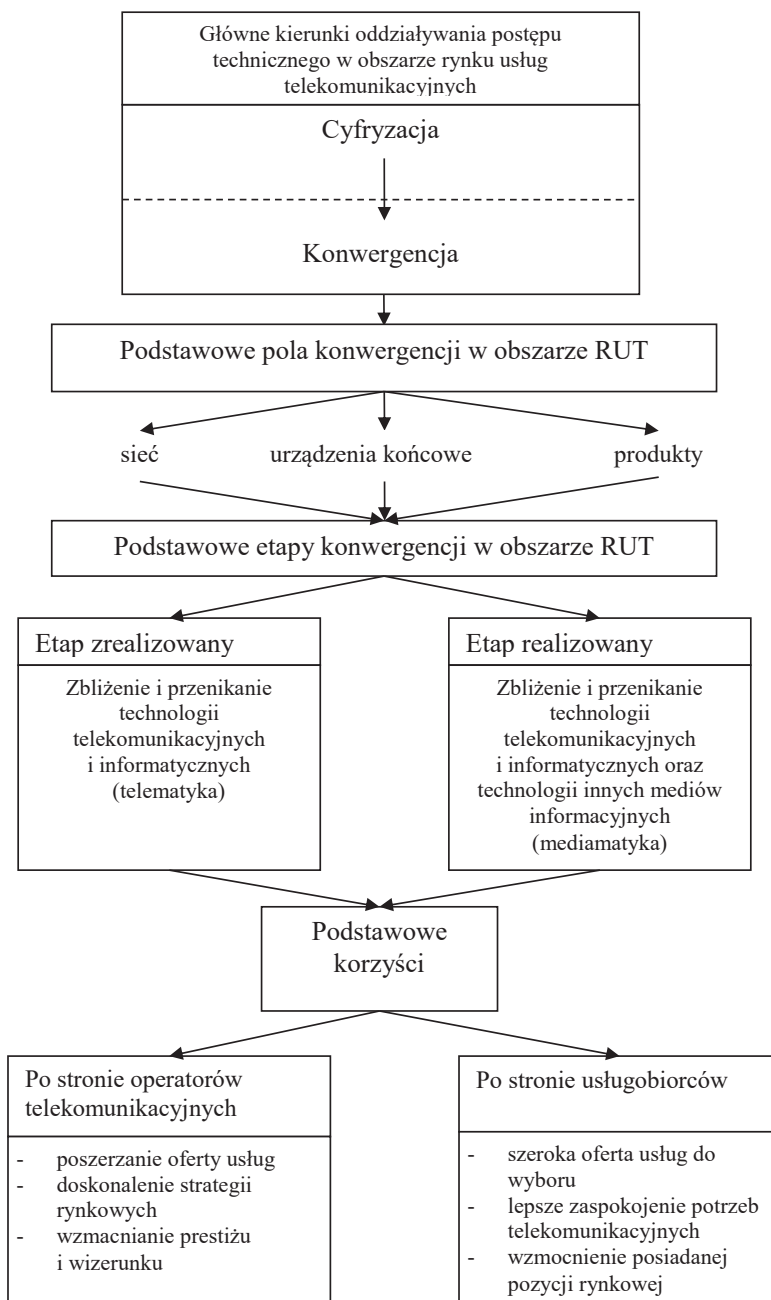 Główne kierunki oddziaływania postępu
technicznego w obszarze rynku usług
telekomunikacyjnych
Cyfryzacja
Konwergencja
Podstawowe pola konwergencji w obszarze RUT
sieć
urządzenia końcowe
produkty
Podstawowe etapy konwergencji w obszarze RUT
Etap zrealizowany
Zbliżenie i przenikanie
technologii
telekomunikacyjnych
i informatycznych
(telematyka)
Etap realizowany
Zbliżenie i przenikanie
technologii
telekomunikacyjnych
i informatycznych oraz
technologii innych mediów
informacyjnych
(mediamatyka)
Podstawowe
korzyści
Po stronie operatorów
telekomunikacyjnych
- poszerzanie oferty usług
- doskonalenie strategii
rynkowych
- wzmacnianie prestiżu
i wizerunku
Po stronie usługobiorców
- szeroka oferta usług do
wyboru
- lepsze zaspokojenie potrzeb
telekomunikacyjnych
- wzmocnienie posiadanej
pozycji rynkowej